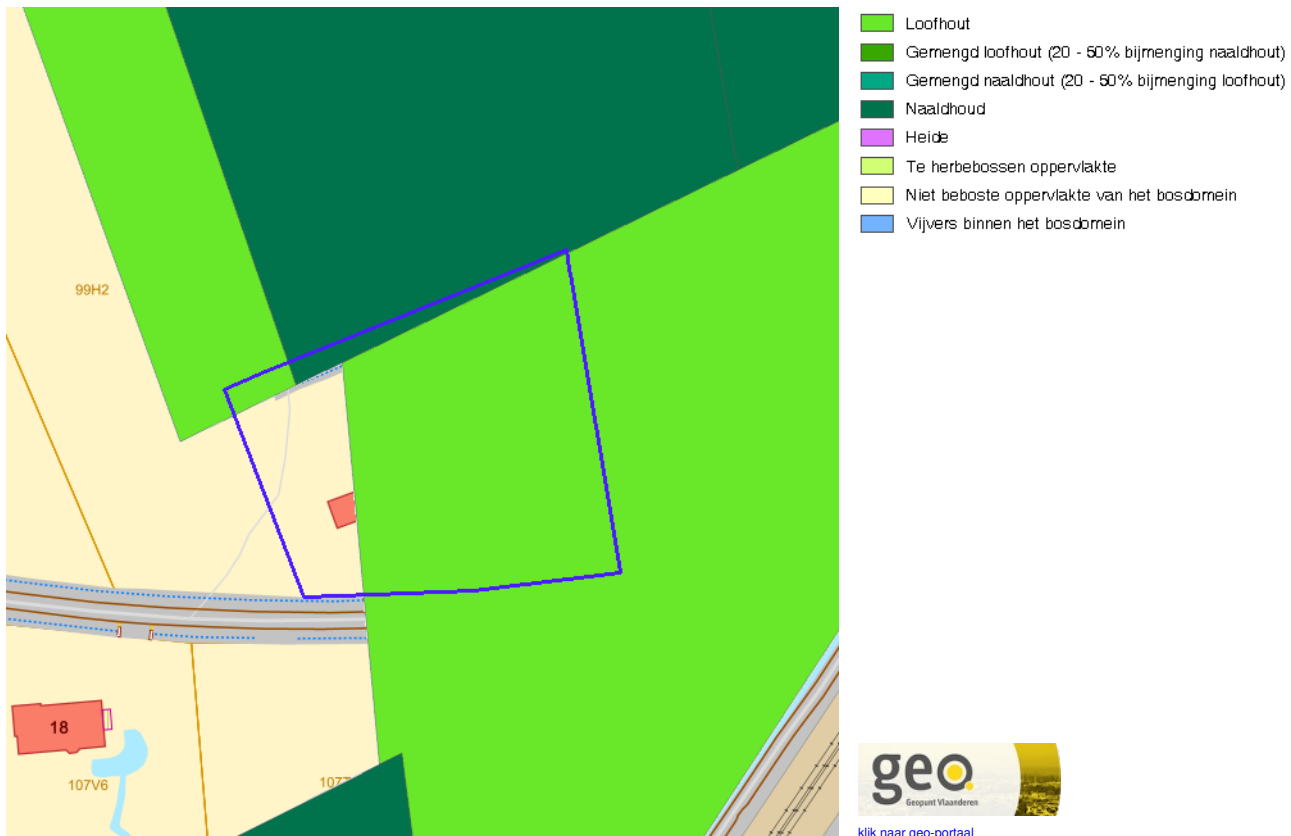 Loofhout
Gemengd loofhout (20 - 50% bijmenging naaldhout)
Gemengd naaldhout (20 - 50% bijmenging loofhout)
Naaldhoud
Heide
Te herbebossen oppervlakte
Niet beboste oppervlakte van het bosdomein
Vijvers binnen het bosdomein
99H2
18
107V6
geo
Geopunt Vlaanderen
klik naar geo-portaal